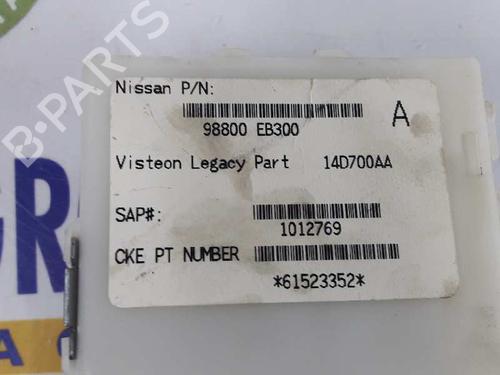 Nissan P/N:
98800 EB300
A
Visteon Legacy Part 14D700AA
SAP#:
1012769
CKE PT NUMBER
*61523352*
B-PARTS